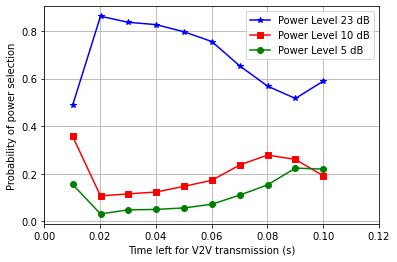 Power Level 23 dB
Power Level 10 dB
Power Level 5 dB
Probability of power selection
0.8
0.6
0.4
0.2
0.0
0.00 0.02 0.04 0.06 0.08 0.10 0.12
Time left for V2V transmission (s)